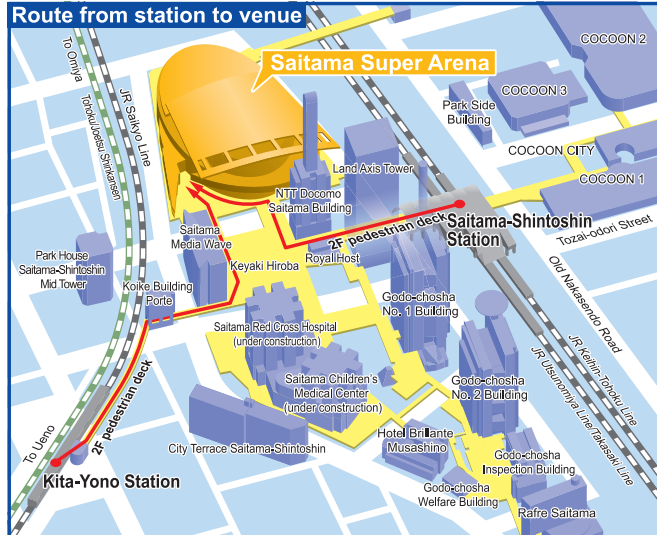 Route from station to venue
To Omiya
Tohoku/Joetsu Shinkansen
JR Saikyo Line
Saitama Super Arena
COCOON 2
COCOON 3
Park Side
Building
COCOON CITY
COCOON 1
Land Axis Tower
NTT Docomo
Saitama Building
Saitama-Shintoshin
Station
Tozai-odori Street
2F pedestrian deck
Royal Host
Saitama
Media Wave
Keyaki Hiroba
Park House
Saitama-Shintoshin
Mid Tower
Koike Building
Porte
Godo-chosha
No. 1 Building
Old Nakasendo Road
JR Keihin-Tohoku Line
JR Utsunomiya Line/Takasaki Line
Saitama Red Cross Hospital
(under construction)
Saitama Children's
Medical Center
(under construction)
Godo-chosha
No. 2 Building
2F pedestrian deck
To Ueno
Kita-Yono Station
City Terrace Saitama-Shintoshin
Hotel Brillante
Musashino
Godo-chosha
Inspection Building
Godo-chosha
Welfare Building
Rafre Saitama